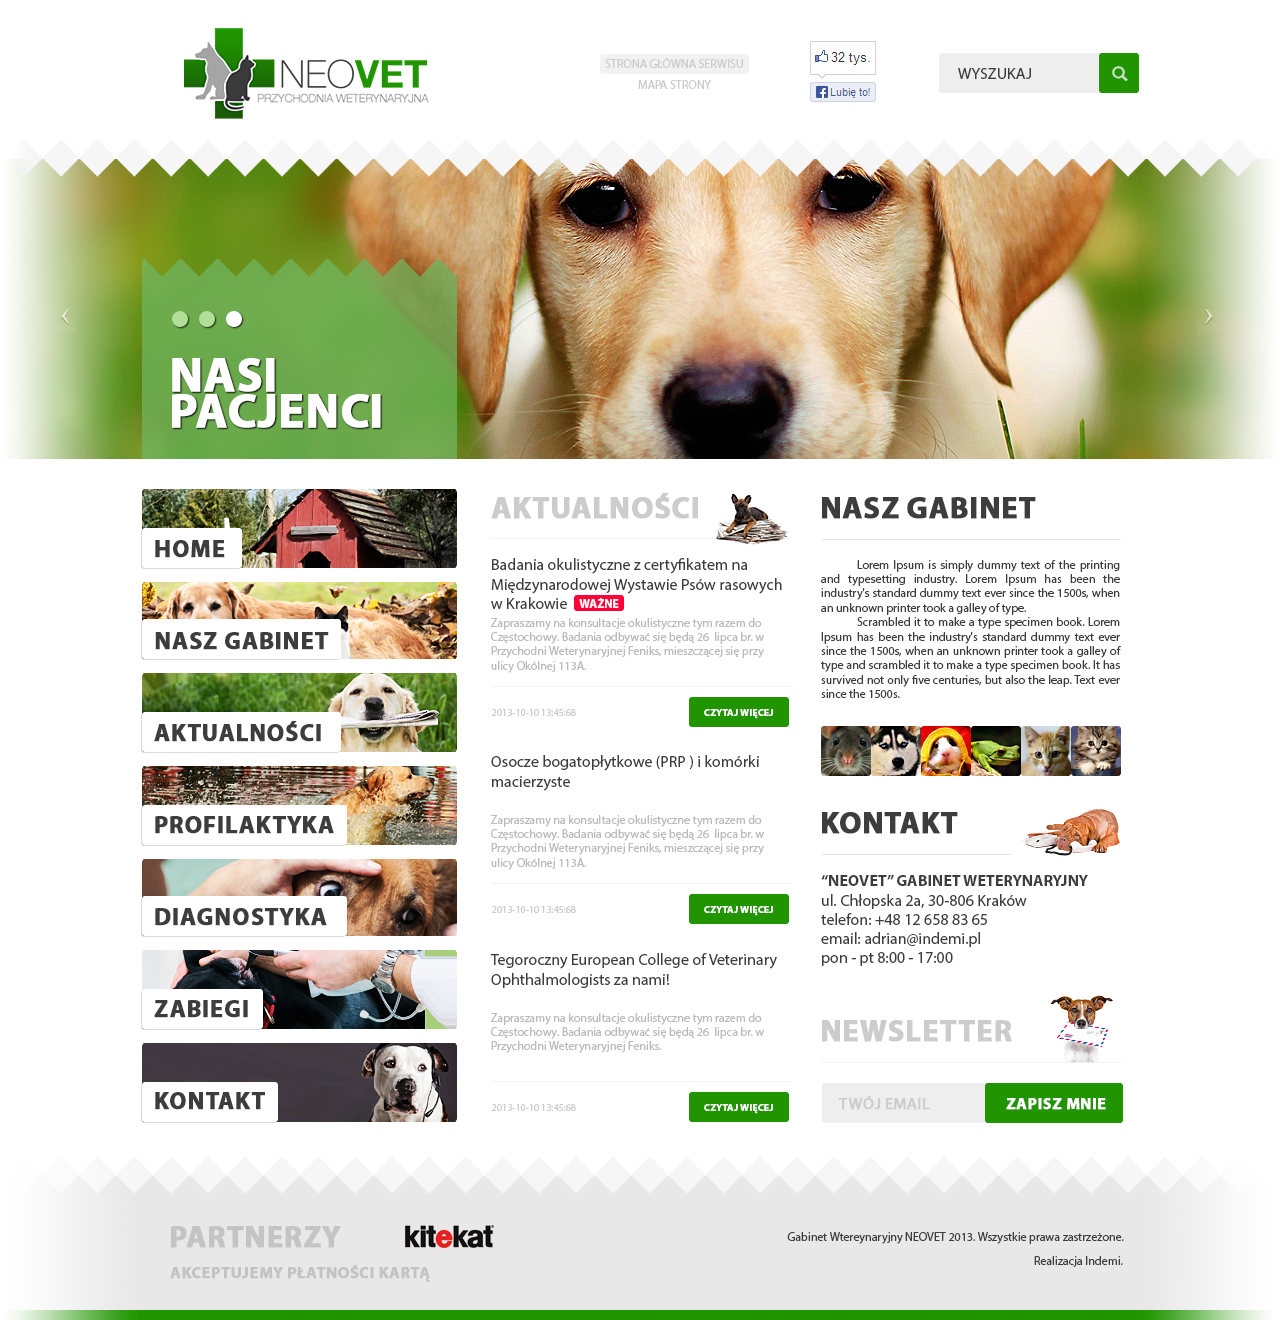 NEOVET
PRZYCHODNIA WETERYNARYJNA
STRONA GŁÓWNA SERWISU
MAPA STRONY
32 tys.
Lubię to!
WYSZUKAJ
NASI
PACJENCI
HOME
NASZ GABINET
AKTUALNOŚCI
PROFILAKTYKA
DIAGNOSTYKA
ZABIEGI
KONTAKT
AKTUALNOŚCI
Badania okulistyczne z certyfikatem na
Międzynarodowej Wystawie Psów rasowych
w Krakowie WAŻNE
Zapraszamy na konsultacje okulistyczne tym razem do
Częstochowy. Badania odbywać się będą 26 lipca br. w
Przychodni Weterynaryjnej Feniks, mieszczącej się przy
ulicy Okólnej 113A.
2013-10-10 13:45:68
CZYTAJ WIĘCEJ
Osocze bogatopłytkowe (PRP ) i komórki
macierzyste
Zapraszamy na konsultacje okulistyczne tym razem do
Częstochowy. Badania odbywać się będą 26 lipca br. w
Przychodni Weterynaryjnej Feniks, mieszczącej się przy
ulicy Okólnej 113A.
2013-10-10 13:45:68
CZYTAJ WIĘCEJ
Tegoroczny European College of Veterinary
Ophthalmologists za nami!
Zapraszamy na konsultacje okulistyczne tym razem do
Częstochowy. Badania odbywać się będą 26 lipca br. w
Przychodni Weterynaryjnej Feniks.
2013-10-10 13:45:68
CZYTAJ WIĘCEJ
NASZ GABINET
Lorem Ipsum is simply dummy text of the printing
and typesetting industry. Lorem Ipsum has been the
industry's standard dummy text ever since the 1500s, when
an unknown printer took a galley of type.
Scrambled it to make a type specimen book. Lorem
Ipsum has been the industry's standard dummy text ever
since the 1500s, when an unknown printer took a galley of
type and scrambled it to make a type specimen book. It has
survived not only five centuries, but also the leap. Text ever
since the 1500s.
KONTAKT
“NEOVET” GABINET WETERYNARYJNY
ul. Chłopska 2a, 30-806 Kraków
telefon: +48 12 658 83 65
email: adrian@indemi.pl
pon - pt 8:00 - 17:00
NEWSLETTER
TWÓJ EMAIL
ZAPISZ MNIE
PARTNERZY
kitekat
AKCEPTUJEMY PŁATNOŚCI KARTĄ
Gabinet Wtereynaryjny NEOVET 2013. Wszystkie prawa zastrzeżone.
Realizacja Indemi.